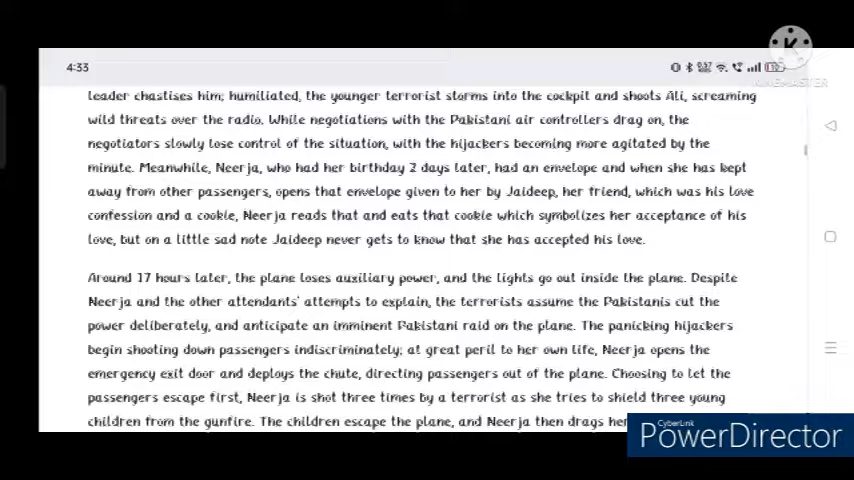 4:33
KINEMASTER
leader chastises him; humiliated, the younger terrorist storms into the cockpit and shoots Ali, screaming
wild threats over the radio. While negotiations with the Pakistani air controllers drag on, the
negotiators slowly lose control of the situation, with the hijackers becoming more agitated by the
minute. Meanwhile, Neerja, who had her birthday 2 days later, had an envelope and when she has kept
away from other passengers, opens that envelope given to her by Jaideep, her friend, which was his love
confession and a cookie, Neerja reads that and eats that cookie which symbolizes her acceptance of his
love, but on a little sad note Jaideep never gets to know that she has accepted his love.
Around 17 hours later, the plane loses auxiliary power, and the lights go out inside the plane. Despite
Neerja and the other attendants' attempts to explain, the terrorists assume the Pakistanis cut the
power deliberately, and anticipate an imminent Pakistani raid on the plane. The panicking hijackers
begin shooting down passengers indiscriminately; at great peril to her own life, Neerja opens the
emergency exit door and deploys the chute, directing passengers out of the plane. Choosing to let the
passengers escape first, Neerja is shot three times by a terrorist as she tries to shield three young
children from the gunfire. The children escape the plane, and Neerja then drags
CyberLink
PowerDirector